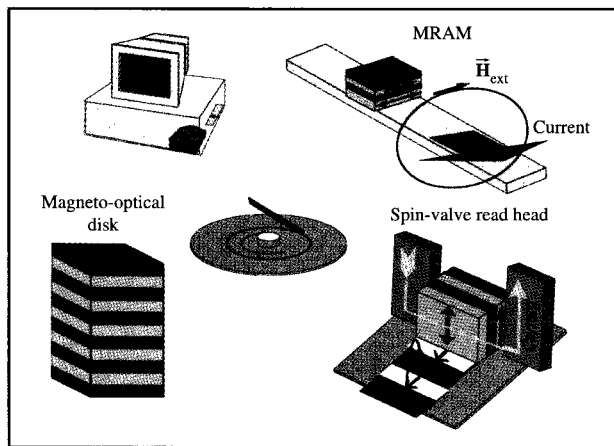 MRAM
H⃗ext
Current
Magneto-optical
disk
Spin-valve read head